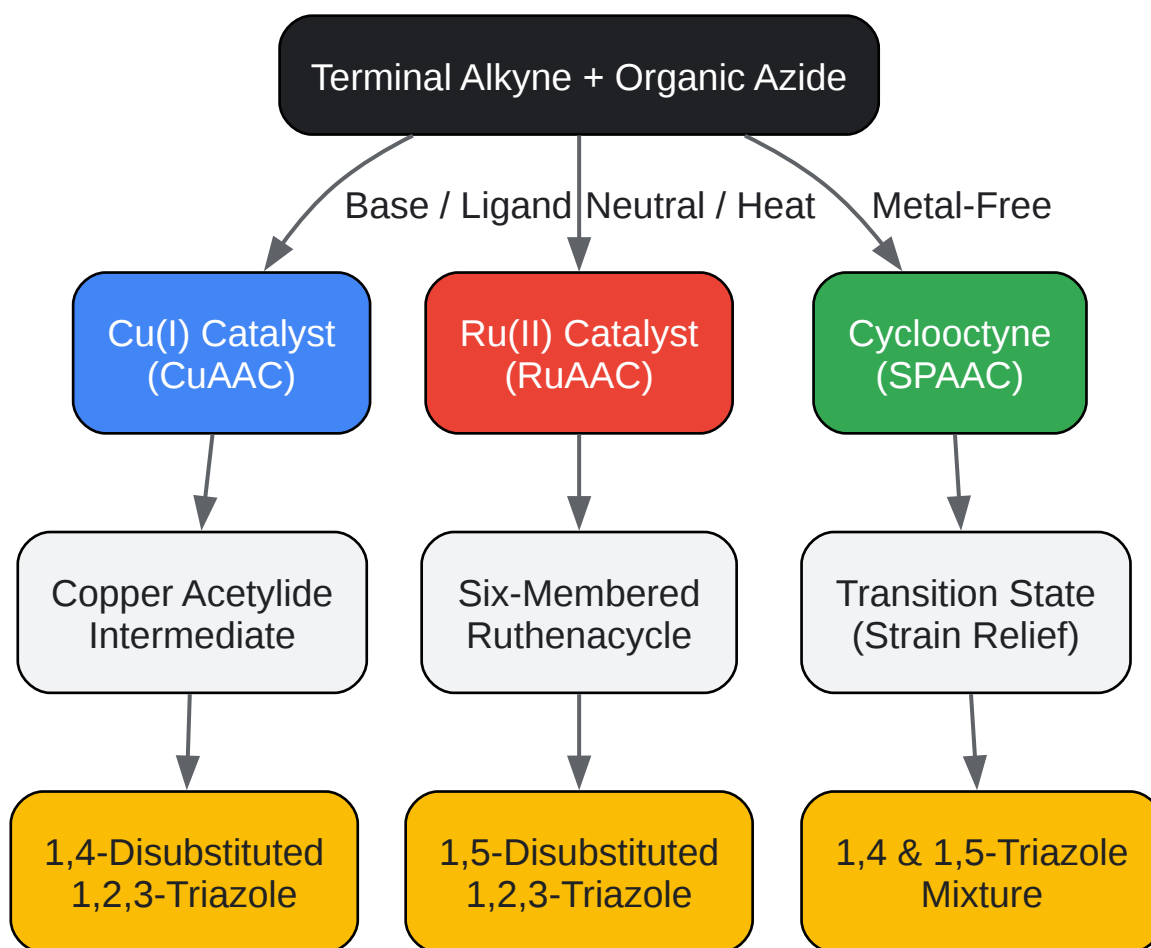 Terminal Alkyne + Organic Azide
Base / Ligand
Neutral / Heat
Metal-Free
Cu(I) Catalyst
(CuAAC)
Ru(II) Catalyst
(RuAAC)
Cyclooctyne
(SPAAC)
Copper Acetylide
Intermediate
Six-Membered
Ruthenacycle
Transition State
(Strain Relief)
1,4-Disubstituted
1,2,3-Triazole
1,5-Disubstituted
1,2,3-Triazole
1,4 & 1,5-Triazole
Mixture